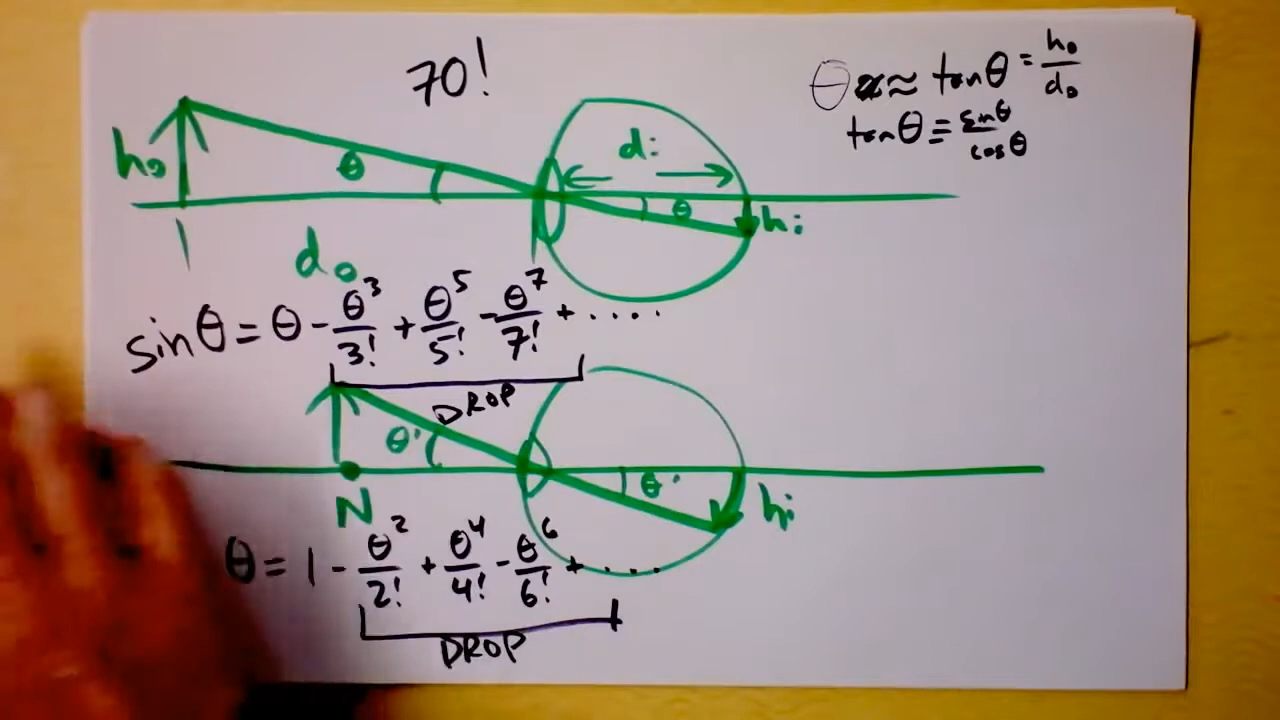 70!
θ ≈ tanθ = h₀/d₀
tanθ ≡ sinθ/cosθ
h₀
θ
dᵢ
θ
hᵢ
d₀
sinθ = θ - θ³/3! + θ⁵/5! - θ⁷/7! + ....
DROP
θ'
θ'
N
hᵢ
θ = 1 - θ²/2! + θ⁴/4! - θ⁶/6! + ....
DROP